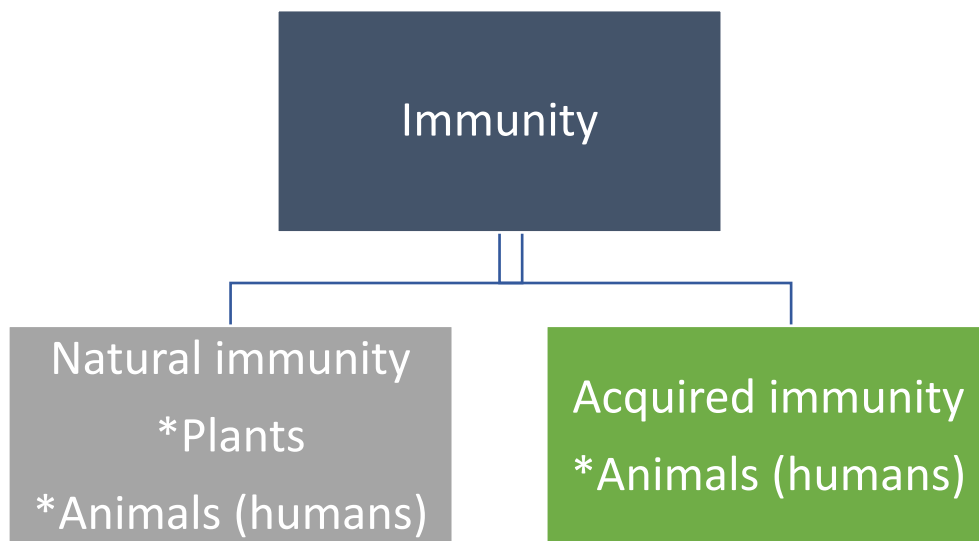 Immunity
Natural immunity
*Plants
*Animals (humans)
Acquired immunity
*Animals (humans)